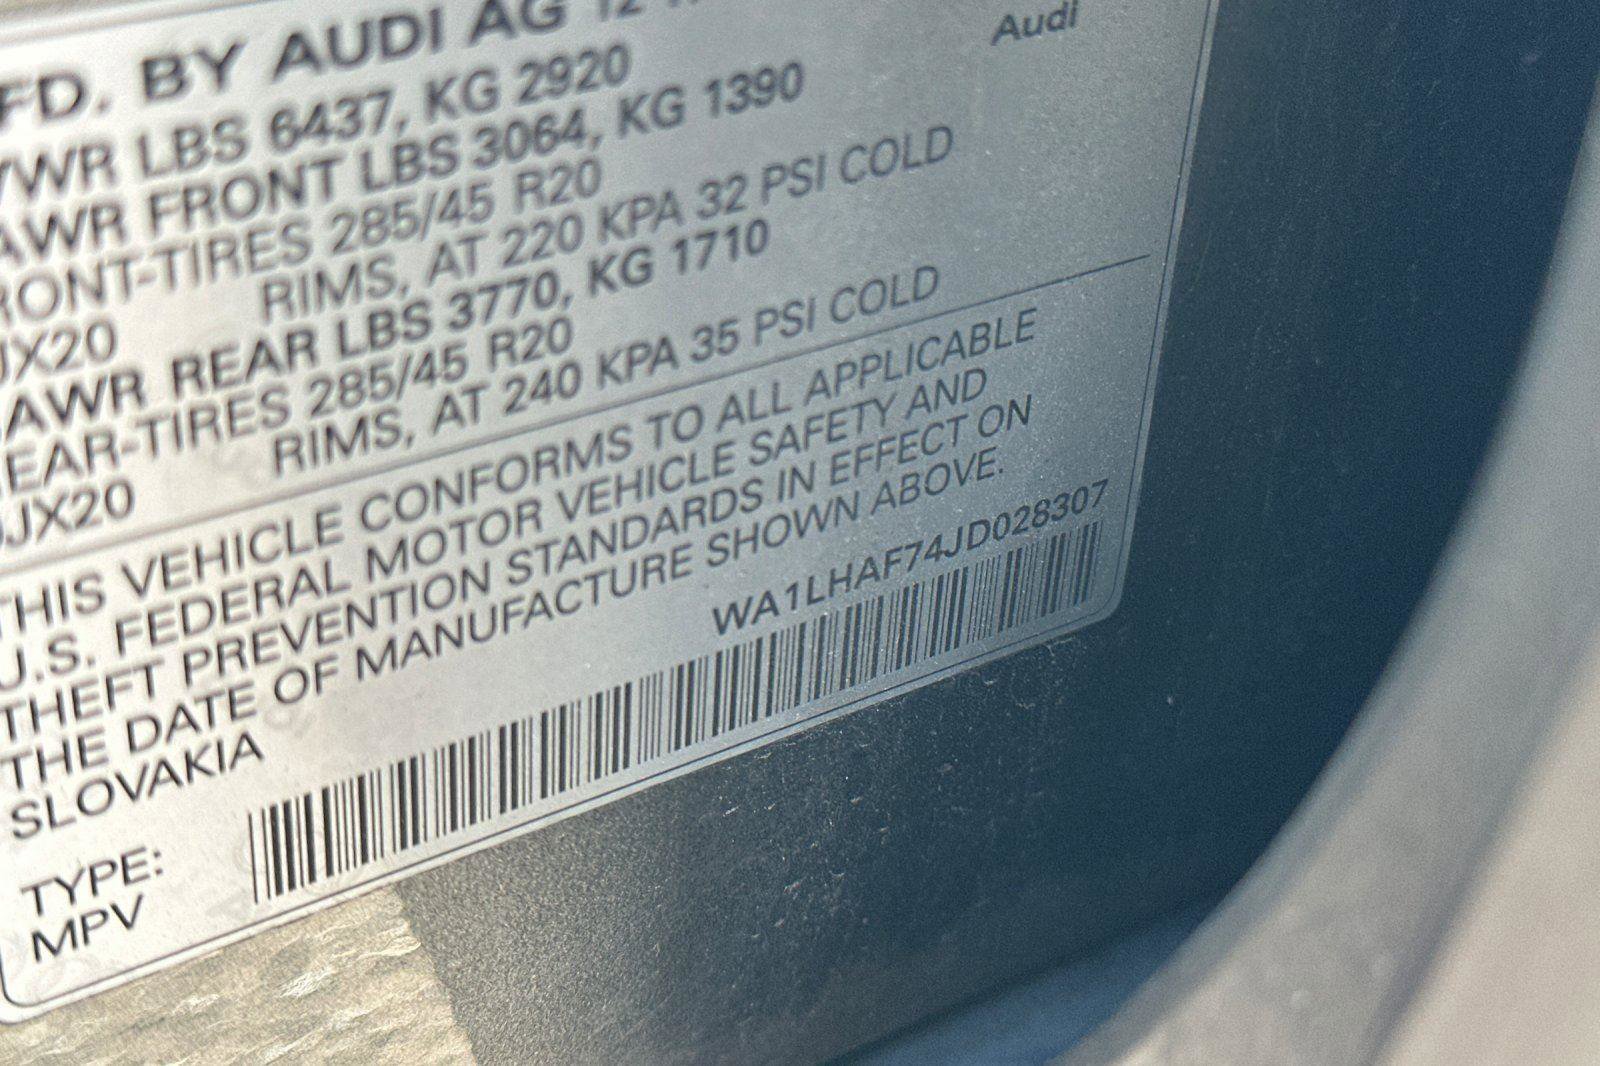 FD. BY AUDI AG 12
Audi
VWR LBS 6437, KG 2920
AWR FRONT LBS 3064, KG 1390
RONT-TIRES 285/45 R20
JX20 RIMS, AT 220 KPA 32 PSI COLD
AWR REAR LBS 3770, KG 1710
EAR-TIRES 285/45 R20
JX20 RIMS, AT 240 KPA 35 PSI COLD
THIS VEHICLE CONFORMS TO ALL APPLICABLE
U.S. FEDERAL MOTOR VEHICLE SAFETY AND
THEFT PREVENTION STANDARDS IN EFFECT ON
THE DATE OF MANUFACTURE SHOWN ABOVE.
SLOVAKIA
WA1LHAF74JD028307
TYPE:
MPV